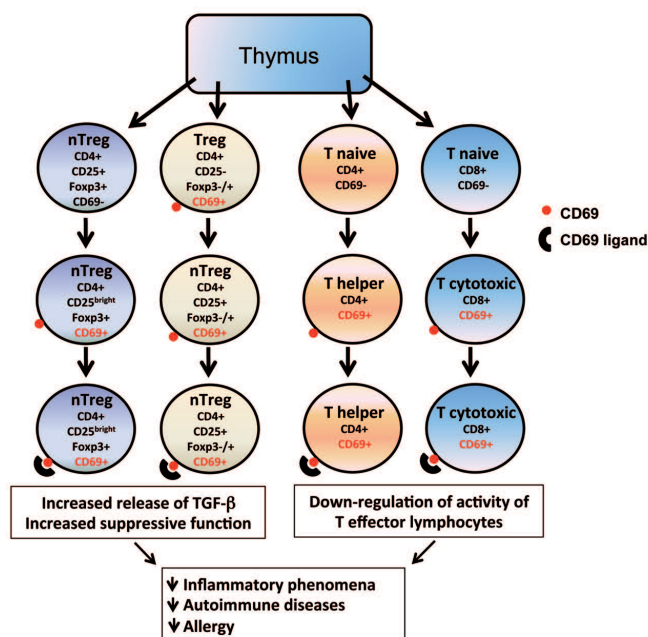 Thymus
nTreg
CD4+
CD25+
Foxp3+
CD69-
Treg
CD4+
CD25-
Foxp3-/+
CD69+
T naive
CD4+
CD69-
T naive
CD8+
CD69-
CD69
CD69 ligand
nTreg
CD4+
CD25bright
Foxp3+
CD69+
nTreg
CD4+
CD25+
Foxp3-/+
CD69+
T helper
CD4+
CD69+
T cytotoxic
CD8+
CD69+
nTreg
CD4+
CD25bright
Foxp3+
CD69+
nTreg
CD4+
CD25+
Foxp3-/+
CD69+
T helper
CD4+
CD69+
T cytotoxic
CD8+
CD69+
Increased release of TGF-β
Increased suppressive function
Down-regulation of activity of
T effector lymphocytes
Inflammatory phenomena
Autoimmune diseases
Allergy